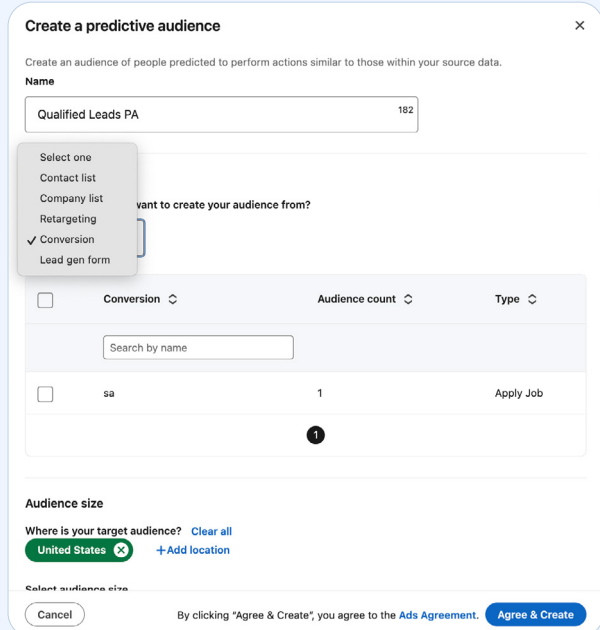 Create a predictive audience
Create an audience of people predicted to perform actions similar to those within your source data.
Name
Qualified Leads PA
182
Select one
Contact list
Company list
want to create your audience from?
Retargeting
✓ Conversion
Lead gen form
Conversion Audience count Type
Search by name
sa 1 Apply Job
1
Audience size
Where is your target audience? Clear all
United States +Add location
Select audience size
Cancel By clicking "Agree & Create", you agree to the Ads Agreement. Agree & Create